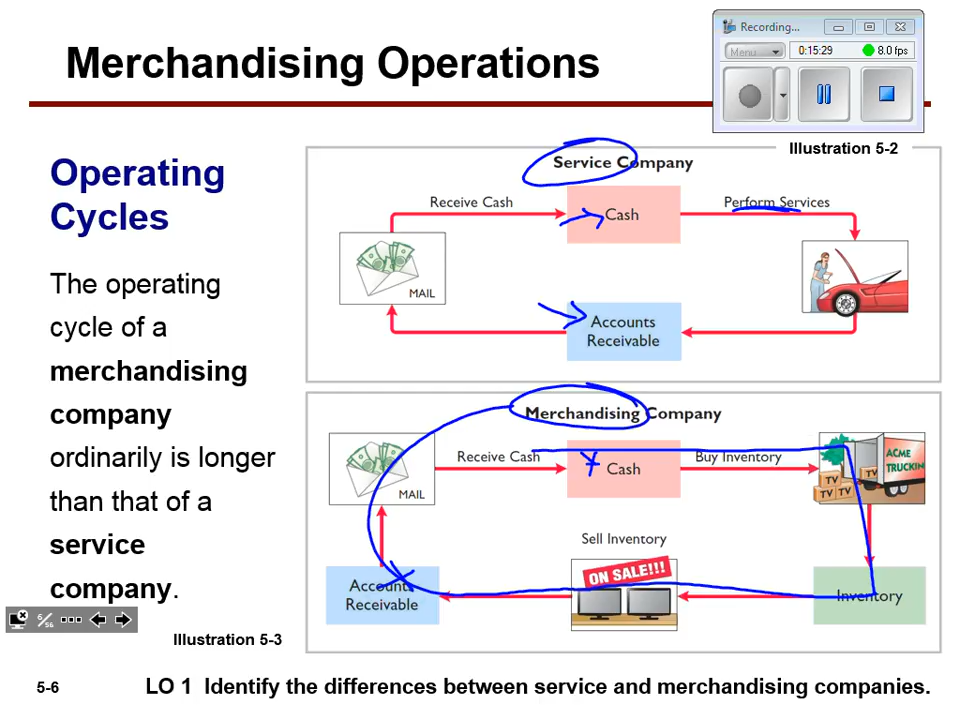 Merchandising Operations
Recording...
Menu
0:15:29
8.0 fps
Operating
Cycles
The operating
cycle of a
merchandising
company
ordinarily is longer
than that of a
service
company.
Illustration 5-2
Service Company
Receive Cash
Cash
Perform Services
MAIL
Accounts
Receivable
Merchandising Company
Receive Cash
Cash
Buy Inventory
ACME
TRUCKIN
TV
TV
TV TV
MAIL
Sell Inventory
ON SALE!!!
Accounts
Receivable
Inventory
6/56
Illustration 5-3
5-6
LO 1 Identify the differences between service and merchandising companies.